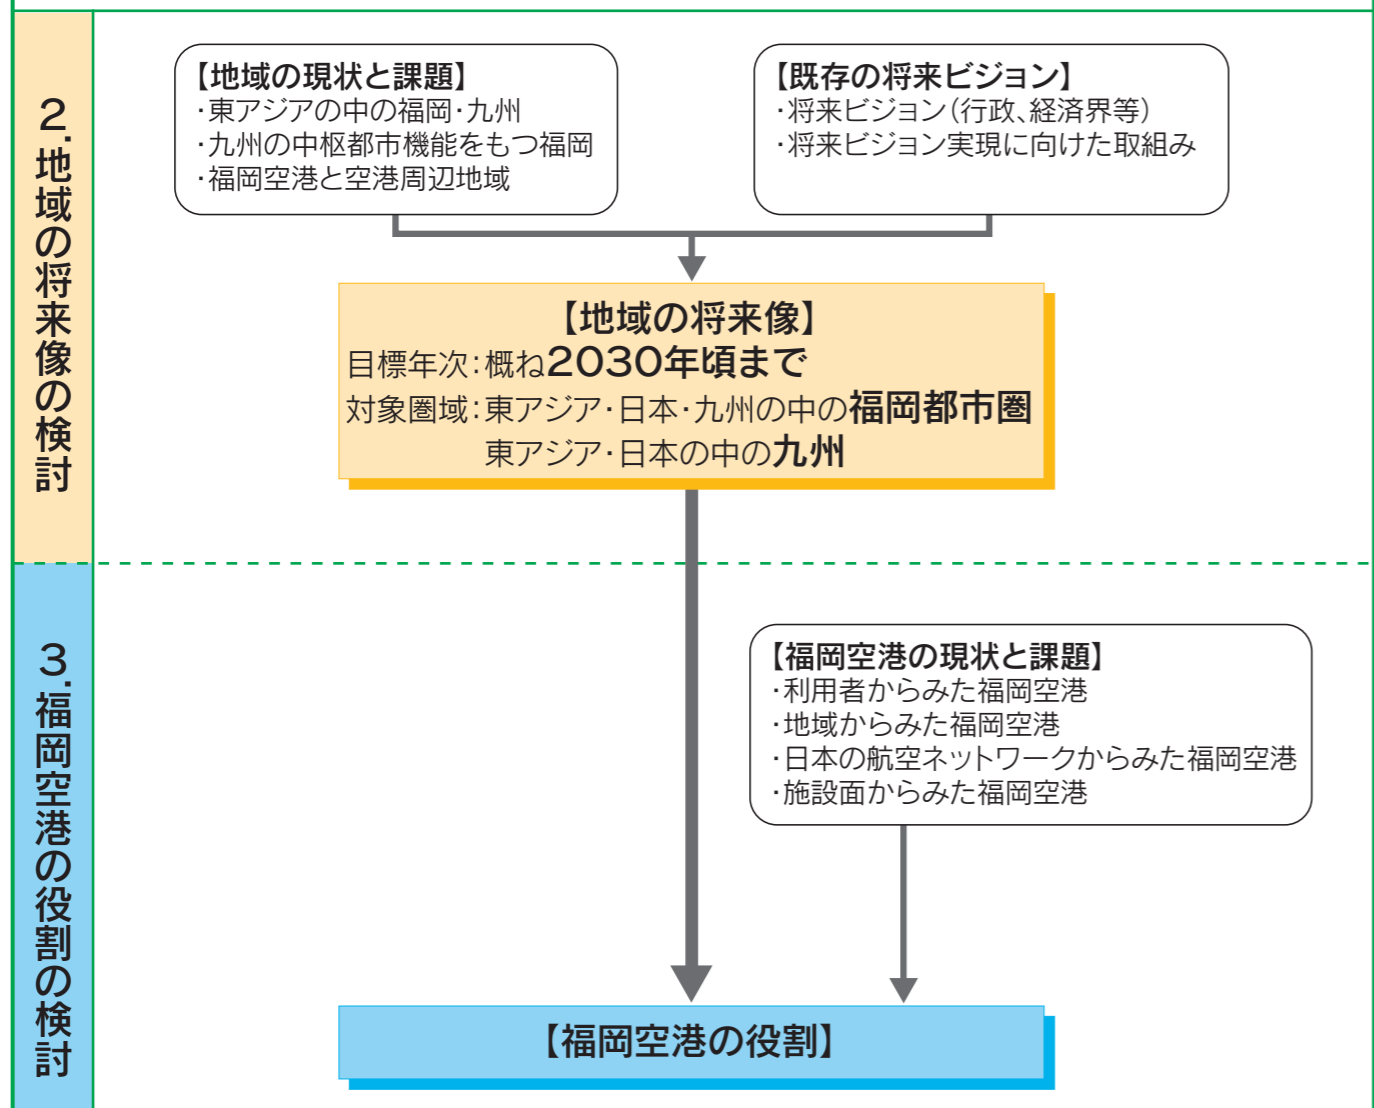 2.地域の将来像の検討
【地域の現状と課題】
・東アジアの中の福岡・九州
・九州の中枢都市機能をもつ福岡
・福岡空港と空港周辺地域
【既存の将来ビジョン】
・将来ビジョン(行政、経済界等)
・将来ビジョン実現に向けた取組み
【地域の将来像】
目標年次:概ね2030年頃まで
対象圏域:東アジア・日本・九州の中の福岡都市圏
東アジア・日本の中の九州
3.福岡空港の役割の検討
【福岡空港の現状と課題】
・利用者からみた福岡空港
・地域からみた福岡空港
・日本の航空ネットワークからみた福岡空港
・施設面からみた福岡空港
【福岡空港の役割】